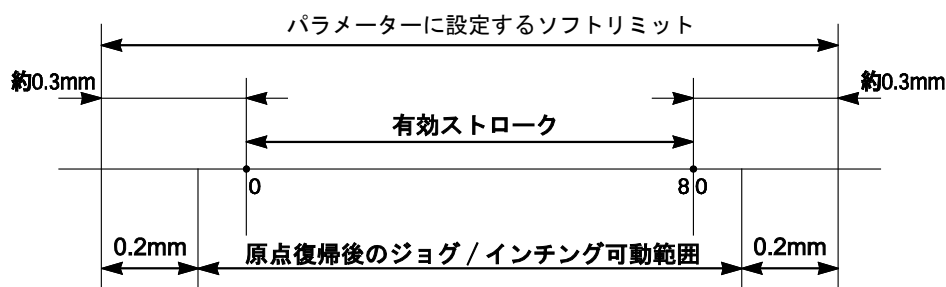 パラメーターに設定するソフトリミット
約0.3mm
約0.3mm
有効ストローク
0
80
0.2mm
原点復帰後のジョグ / インチング可動範囲
0.2mm